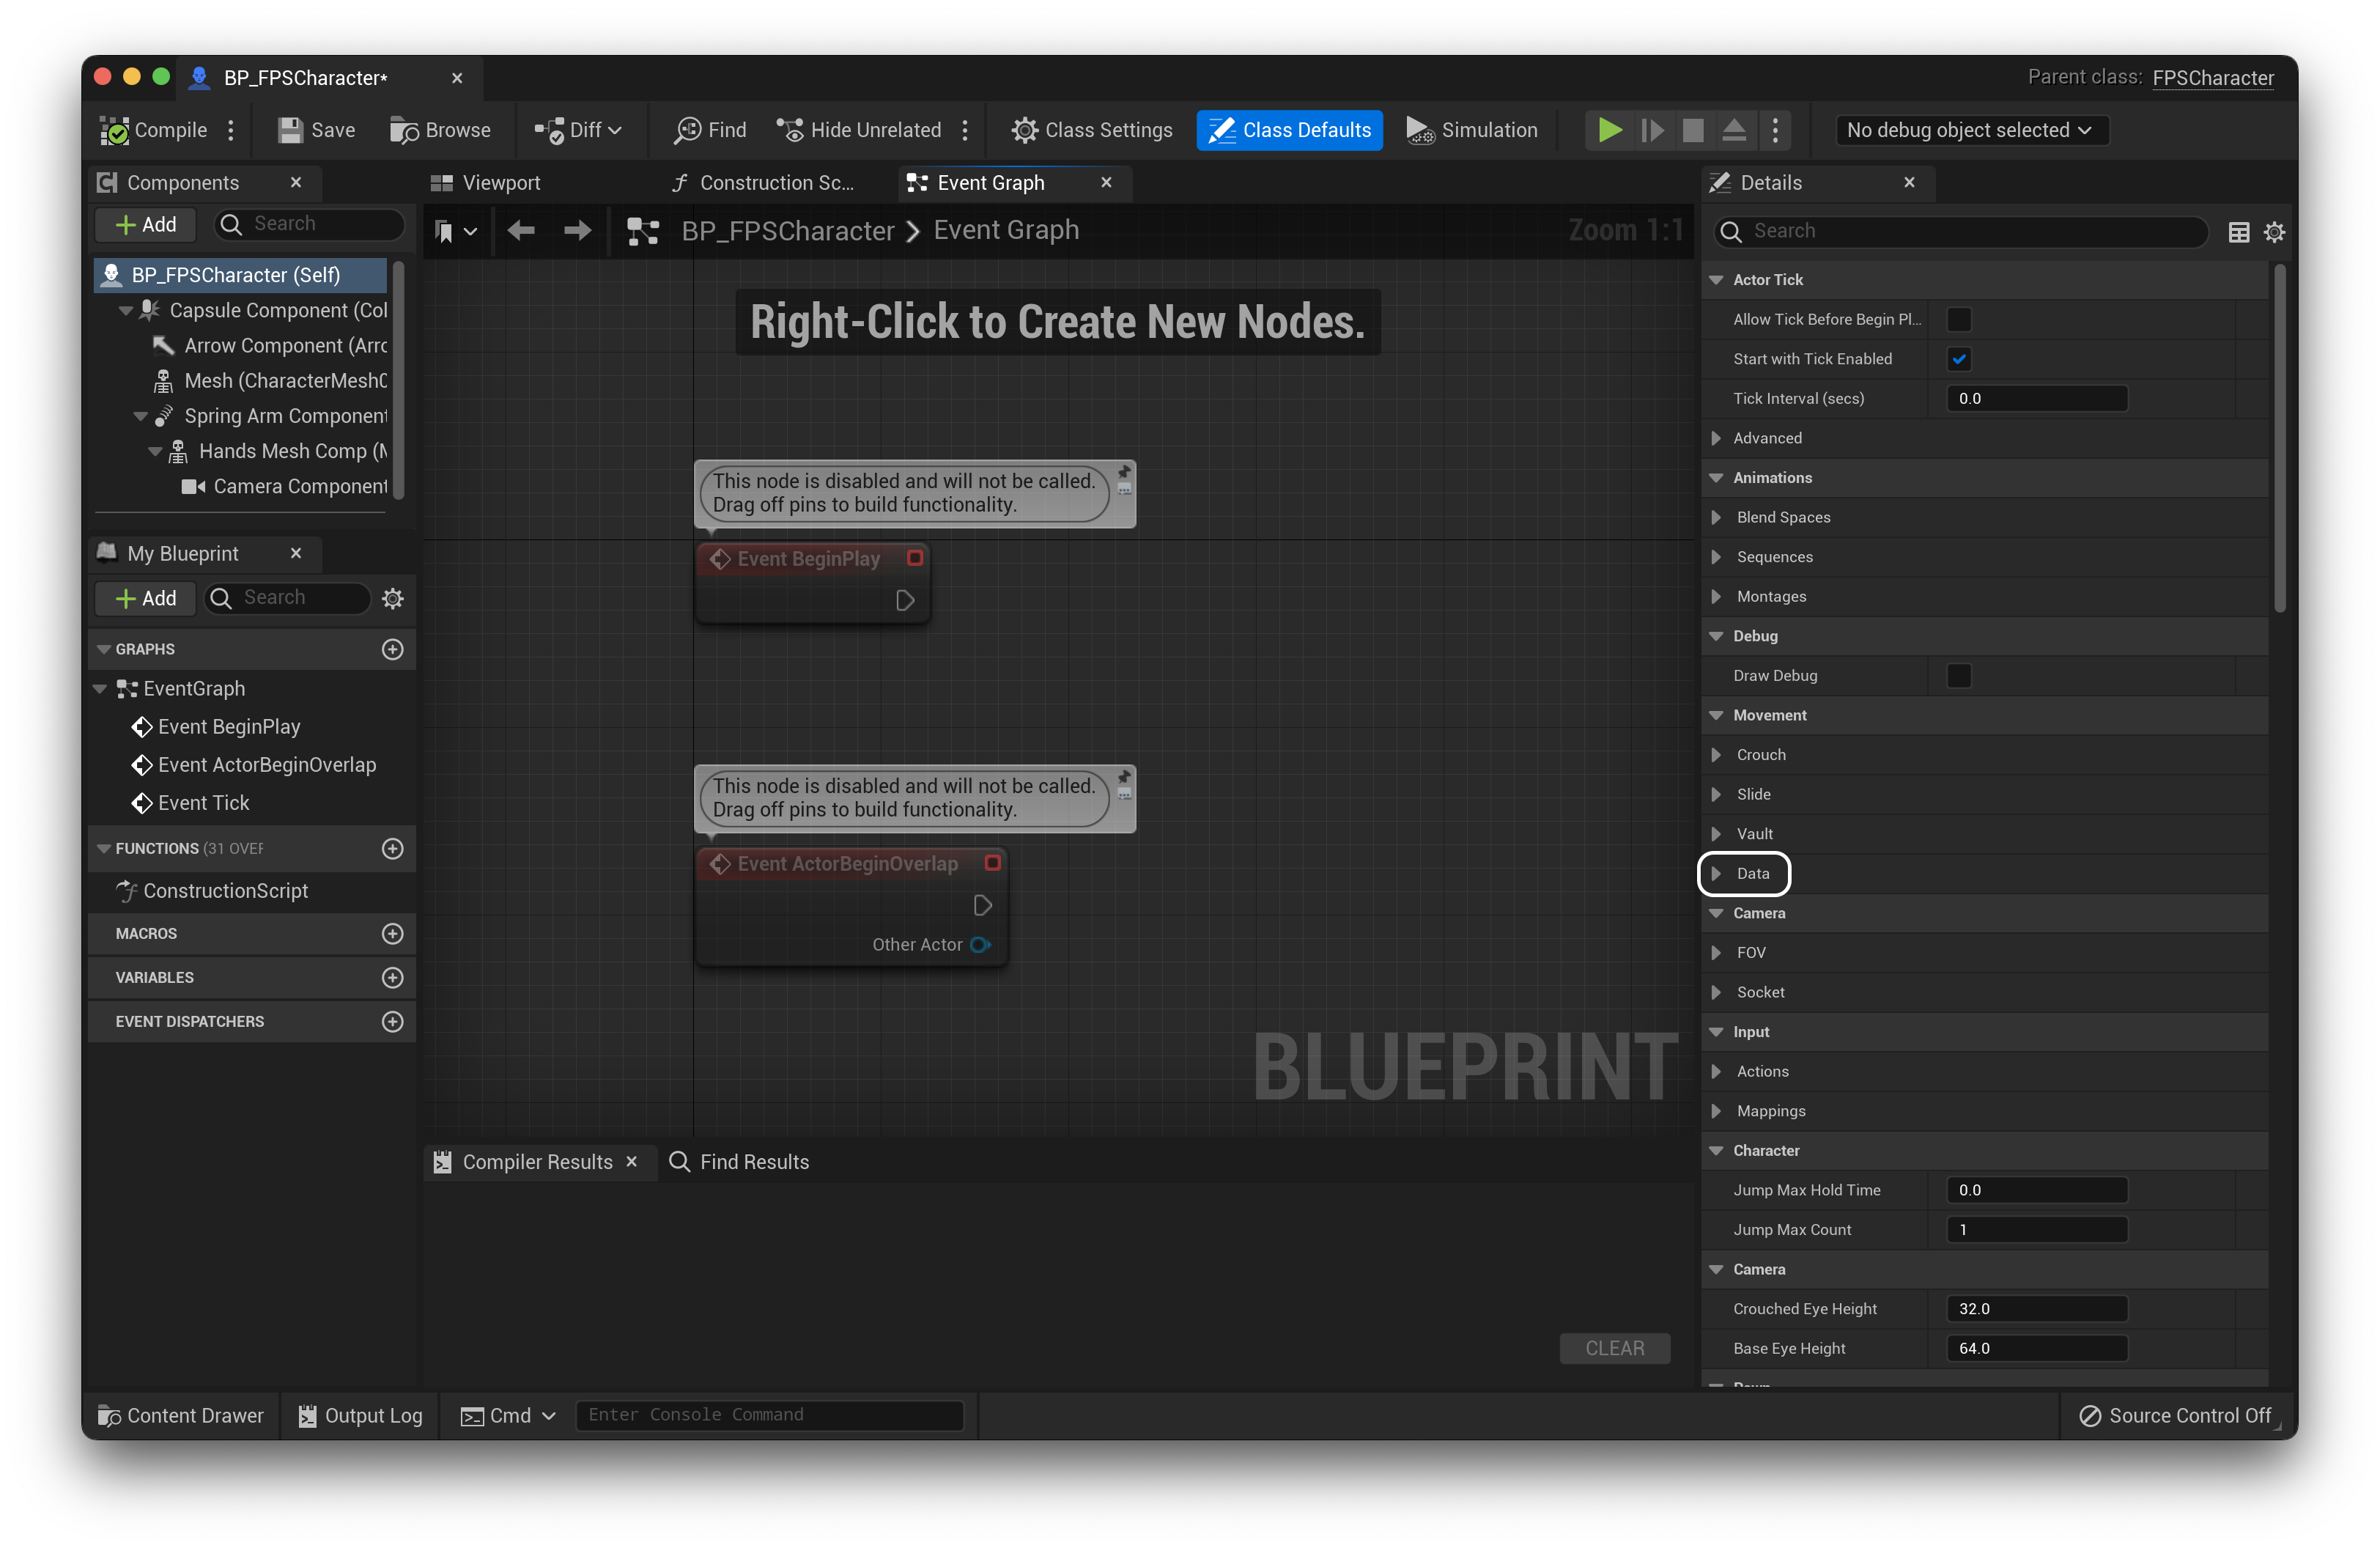 BP_FPSCharacter*
Parent class: FPSCharacter
Compile
Save
Browse
Diff
Find
Hide Unrelated
Class Settings
Class Defaults
Simulation
No debug object selected
Components
Add
Search
BP_FPSCharacter (Self)
Capsule Component (Col
Arrow Component (Arrc
Mesh (CharacterMesh0
Spring Arm Component
Hands Mesh Comp (M
Camera Component
My Blueprint
Add
Search
GRAPHS
EventGraph
Event BeginPlay
Event ActorBeginOverlap
Event Tick
FUNCTIONS (31 OVER
ConstructionScript
MACROS
VARIABLES
EVENT DISPATCHERS
Viewport
Construction Sc...
Event Graph
BP_FPSCharacter
Event Graph
Zoom 1:1
Right-Click to Create New Nodes.
This node is disabled and will not be called.
Drag off pins to build functionality.
Event BeginPlay
This node is disabled and will not be called.
Drag off pins to build functionality.
Event ActorBeginOverlap
Other Actor
BLUEPRINT
Compiler Results
Find Results
CLEAR
Details
Search
Actor Tick
Allow Tick Before Begin Pl...
Start with Tick Enabled
Tick Interval (secs)
0.0
Advanced
Animations
Blend Spaces
Sequences
Montages
Debug
Draw Debug
Movement
Crouch
Slide
Vault
Data
Camera
FOV
Socket
Input
Actions
Mappings
Character
Jump Max Hold Time
0.0
Jump Max Count
1
Camera
Crouched Eye Height
32.0
Base Eye Height
64.0
Content Drawer
Output Log
Cmd
Enter Console Command
Source Control Off